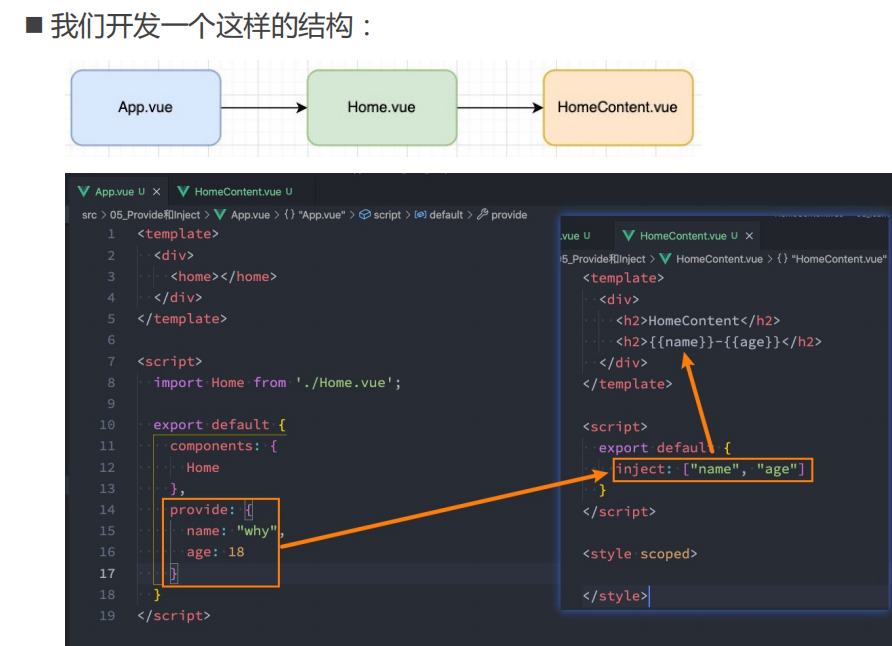 ■ 我们开发一个这样的结构：
App.vue
Home.vue
HomeContent.vue
App.vue U ×
HomeContent.vue U
src > 05_Provide和Inject > App.vue > {} "App.vue" > script > default > provide
1 <template>
2 <div>
3 <home></home>
4 </div>
5 </template>
6
7 <script>
8 import Home from './Home.vue';
9
10 export default {
11 components: {
12 Home
13 },
14 provide: {
15 name: "why",
16 age: 18
17 }
18 }
19 </script>
.vue U
HomeContent.vue U ×
05_Provide和Inject > HomeContent.vue > {} "HomeContent.vue"
<template>
<div>
<h2>HomeContent</h2>
<h2>{{name}}-{{age}}</h2>
</div>
</template>
<script>
export default {
inject: ["name", "age"]
}
</script>
<style scoped>
</style>